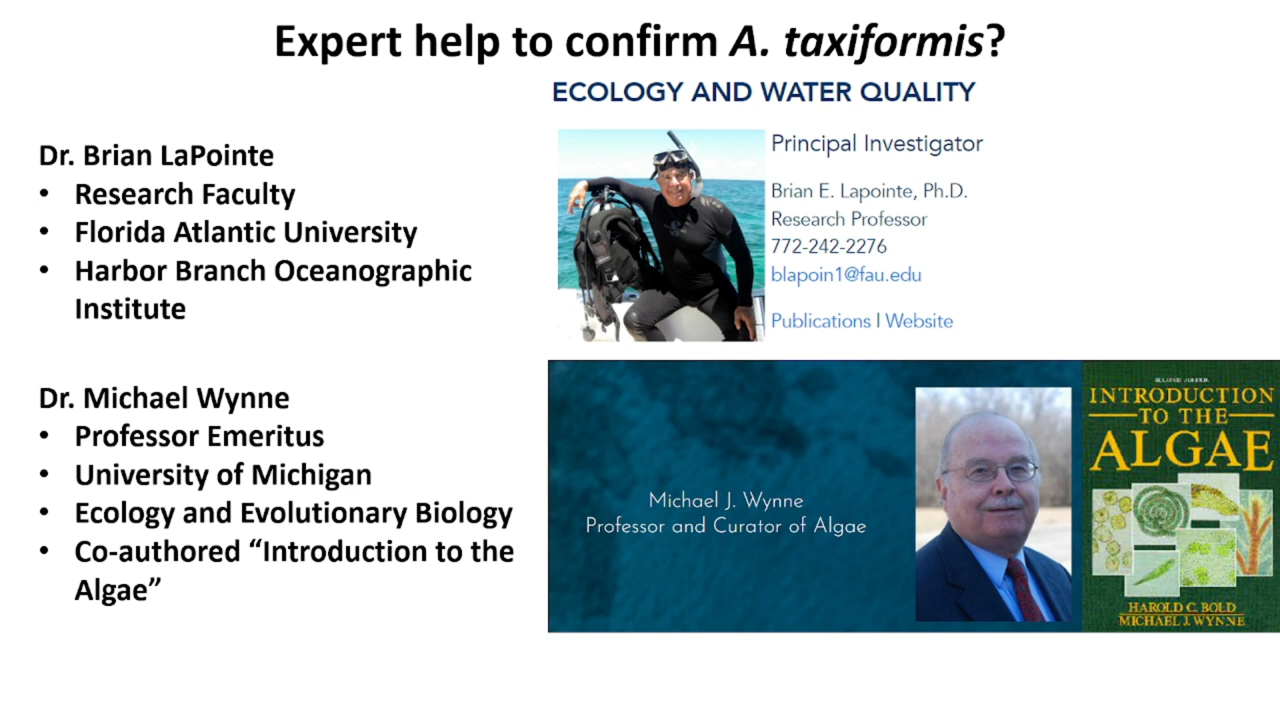 Expert help to confirm A. taxiformis?
Dr. Brian LaPointe
• Research Faculty
• Florida Atlantic University
• Harbor Branch Oceanographic
Institute
Dr. Michael Wynne
• Professor Emeritus
• University of Michigan
• Ecology and Evolutionary Biology
• Co-authored “Introduction to the
Algae”
ECOLOGY AND WATER QUALITY
Principal Investigator
Brian E. Lapointe, Ph.D.
Research Professor
772-242-2276
blapoin1@fau.edu
Publications | Website
Michael J. Wynne
Professor and Curator of Algae
SECOND EDITION
INTRODUCTION
TO THE
ALGAE
HAROLD C. BOLD
MICHAEL J. WYNNE